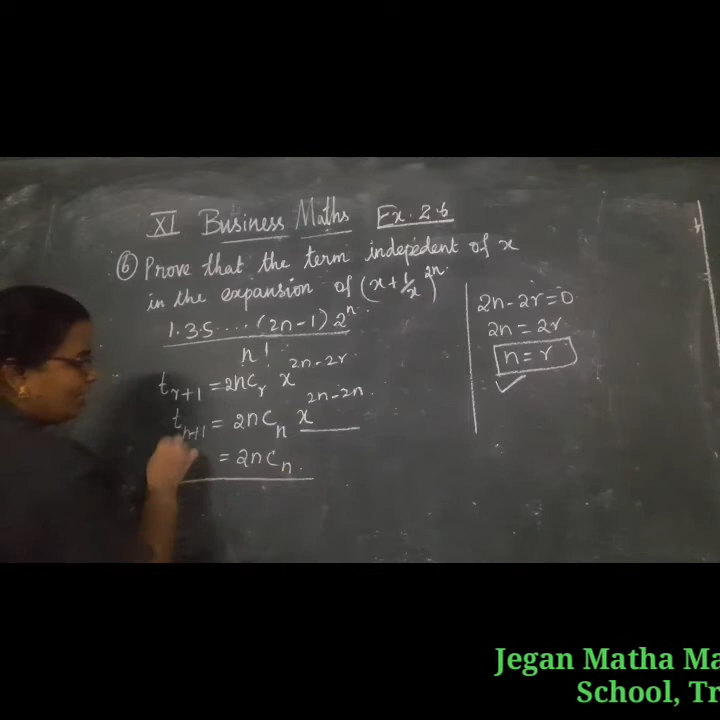 XI Business Maths Ex. 2.6
6 Prove that the term indepedent of x
in the expansion of (x+1/x)^2n.
1.3.5....(2n-1) 2^n
n!
t_r+1 = 2nC_r x^2n-2r
t_n+1 = 2nC_n x^2n-2n
= 2nC_n.
2n-2r=0
2n = 2r
n = r
Jegan Matha Ma
School, Tr